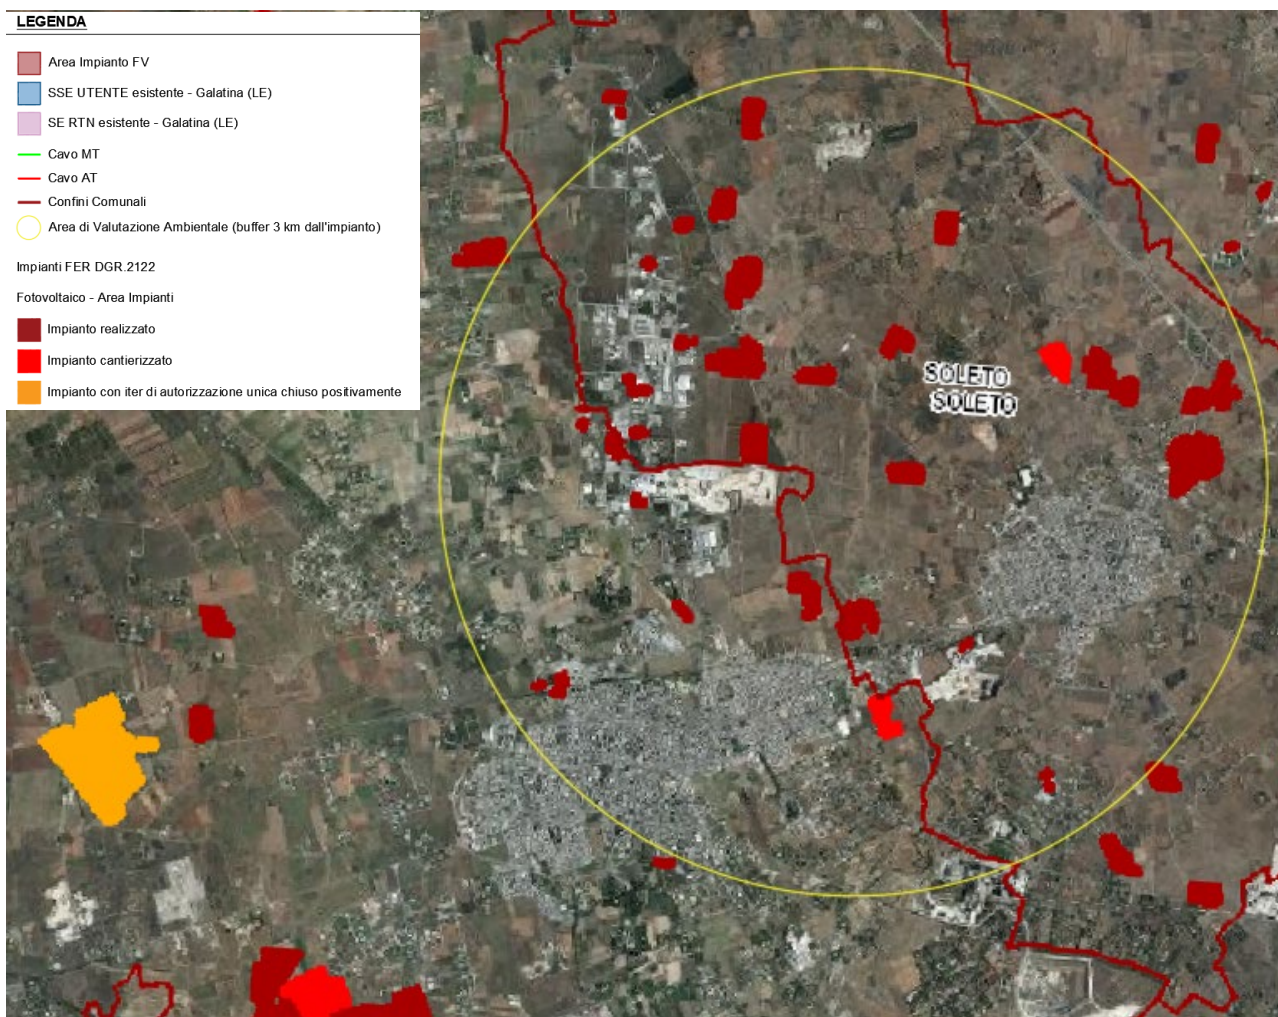 LEGENDA
Area Impianto FV
SSE UTENTE esistente - Galatina (LE)
SE RTN esistente - Galatina (LE)
Cavo MT
Cavo AT
Confini Comunali
Area di Valutazione Ambientale (buffer 3 km dall'impianto)
Impianti FER DGR.2122
Fotovoltaico - Area Impianti
Impianto realizzato
Impianto cantierizzato
Impianto con iter di autorizzazione unica chiuso positivamente
SOLETO
SOLETO